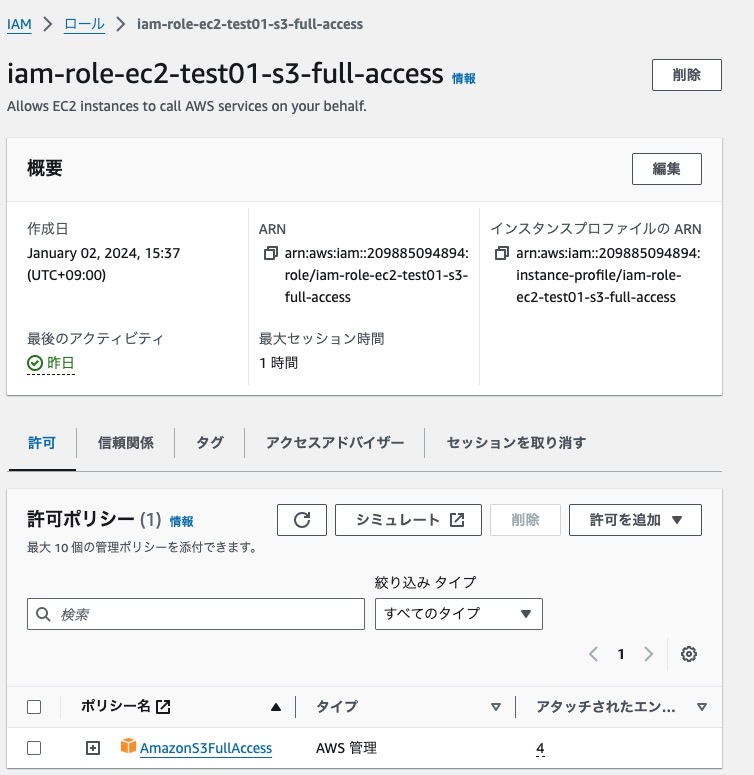 IAM > ロール > iam-role-ec2-test01-s3-full-access
iam-role-ec2-test01-s3-full-access 情報
削除
Allows EC2 instances to call AWS services on your behalf.
概要
編集
作成日
January 02, 2024, 15:37
(UTC+09:00)
ARN
arn:aws:iam::209885094894:
role/iam-role-ec2-test01-s3-
full-access
インスタンスプロファイルの ARN
arn:aws:iam::209885094894:
instance-profile/iam-role-
ec2-test01-s3-full-access
最後のアクティビティ
昨日
最大セッション時間
1 時間
許可 信頼関係 タグ アクセスアドバイザー セッションを取り消す
許可ポリシー (1) 情報
シミュレート 削除 許可を追加
最大 10 個の管理ポリシーを添付できます。
絞り込み タイプ
検索 すべてのタイプ
1
ポリシー名 タイプ アタッチされたエン...
AmazonS3FullAccess AWS 管理 4